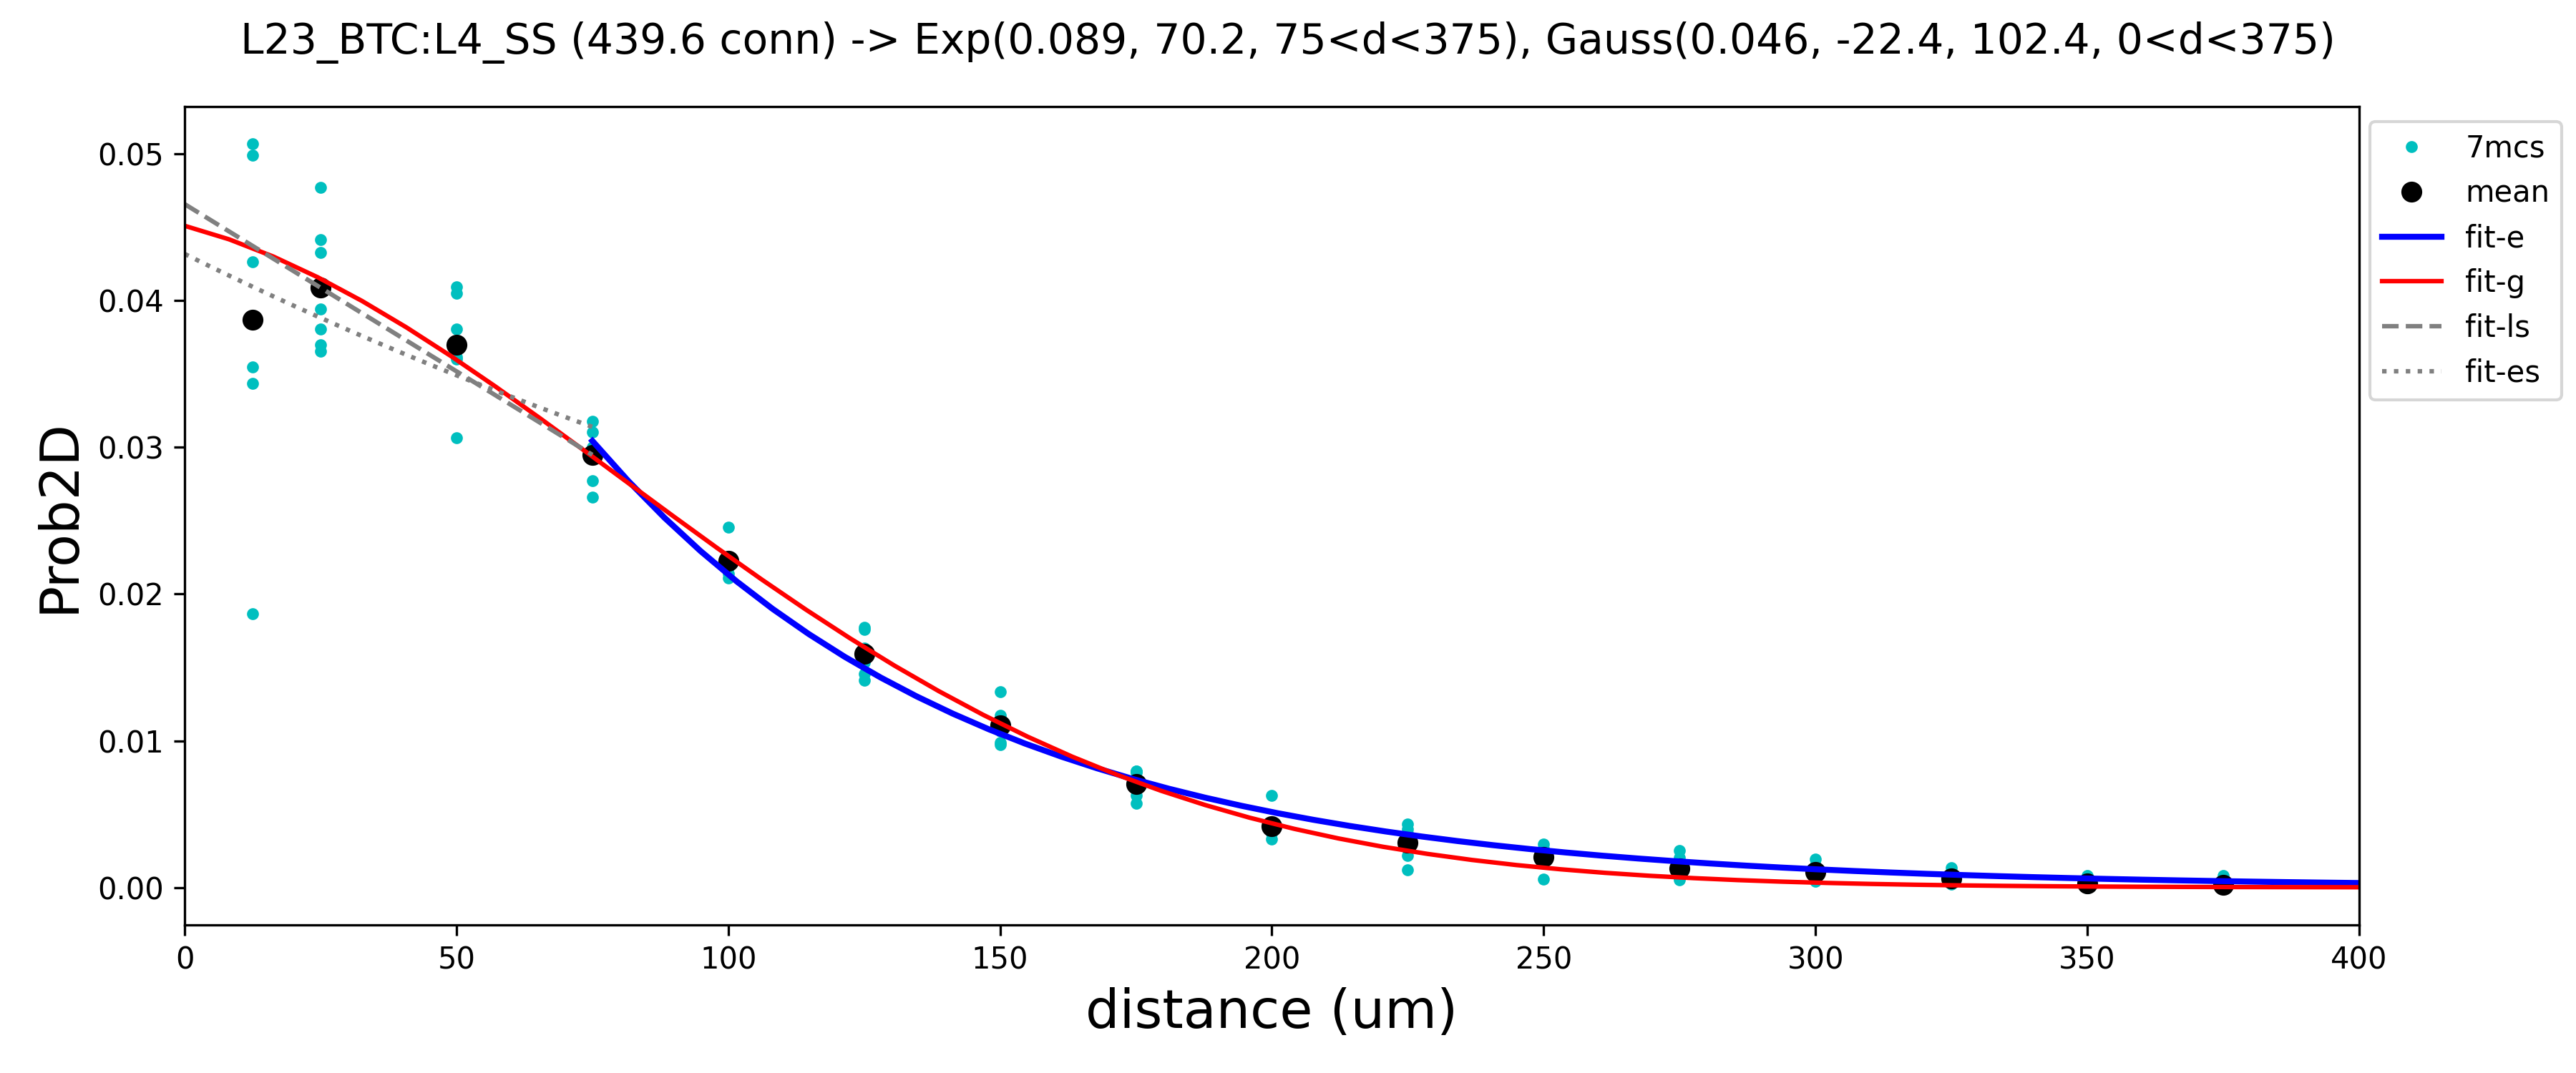 L23_BTC:L4_SS (439.6 conn) -> Exp(0.089, 70.2, 75<d<375), Gauss(0.046, -22.4, 102.4, 0<d<375)
0.05
0.04
0.03
0.02
0.01
0.00
Prob2D
0 50 100 150 200 250 300 350 400
distance (um)
7mcs
mean
fit-e
fit-g
fit-ls
fit-es